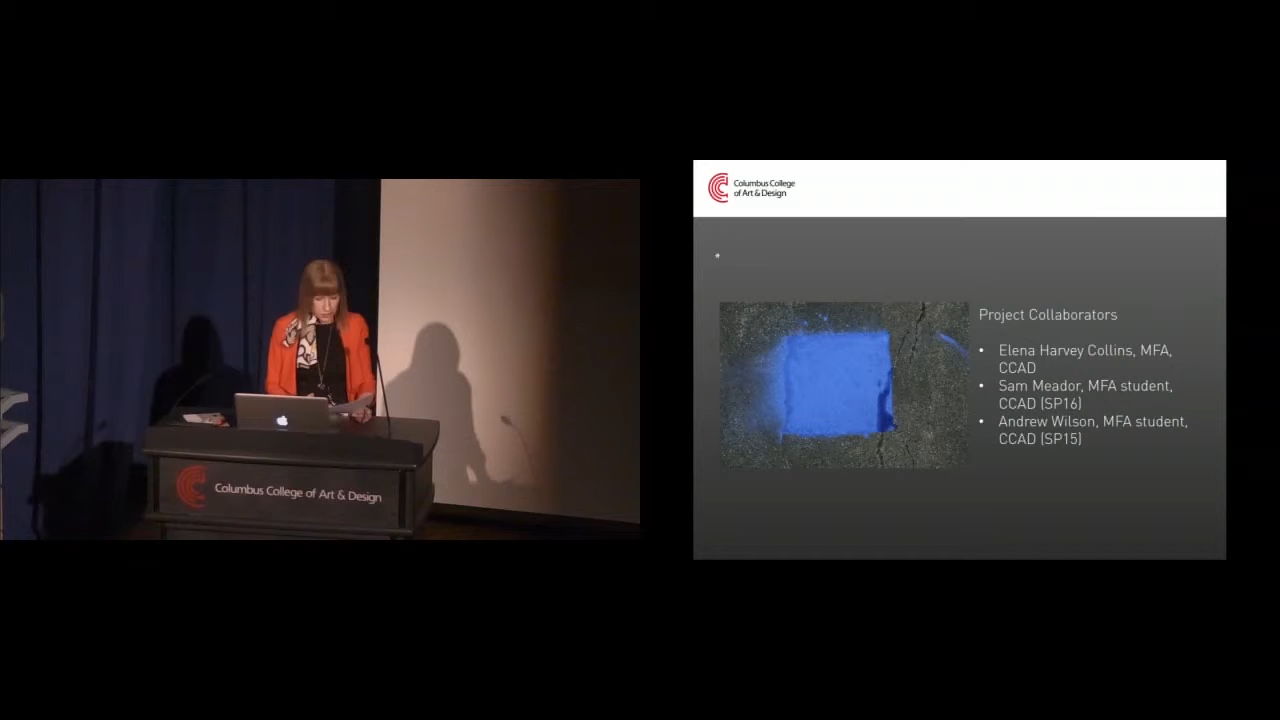 Columbus College of Art & Design
Columbus College
of Art & Design
*
Project Collaborators
• Elena Harvey Collins, MFA,
CCAD
• Sam Meador, MFA student,
CCAD (SP16)
• Andrew Wilson, MFA student,
CCAD (SP15)